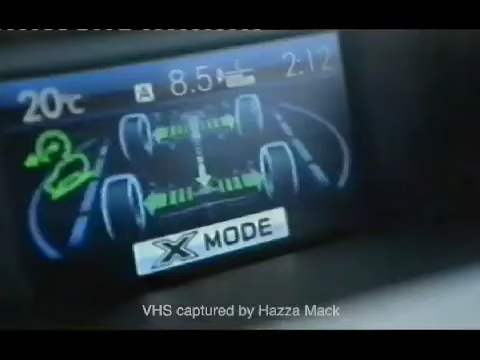 20°C
A 8.5
2:12
X MODE
VHS captured by Hazza Mack